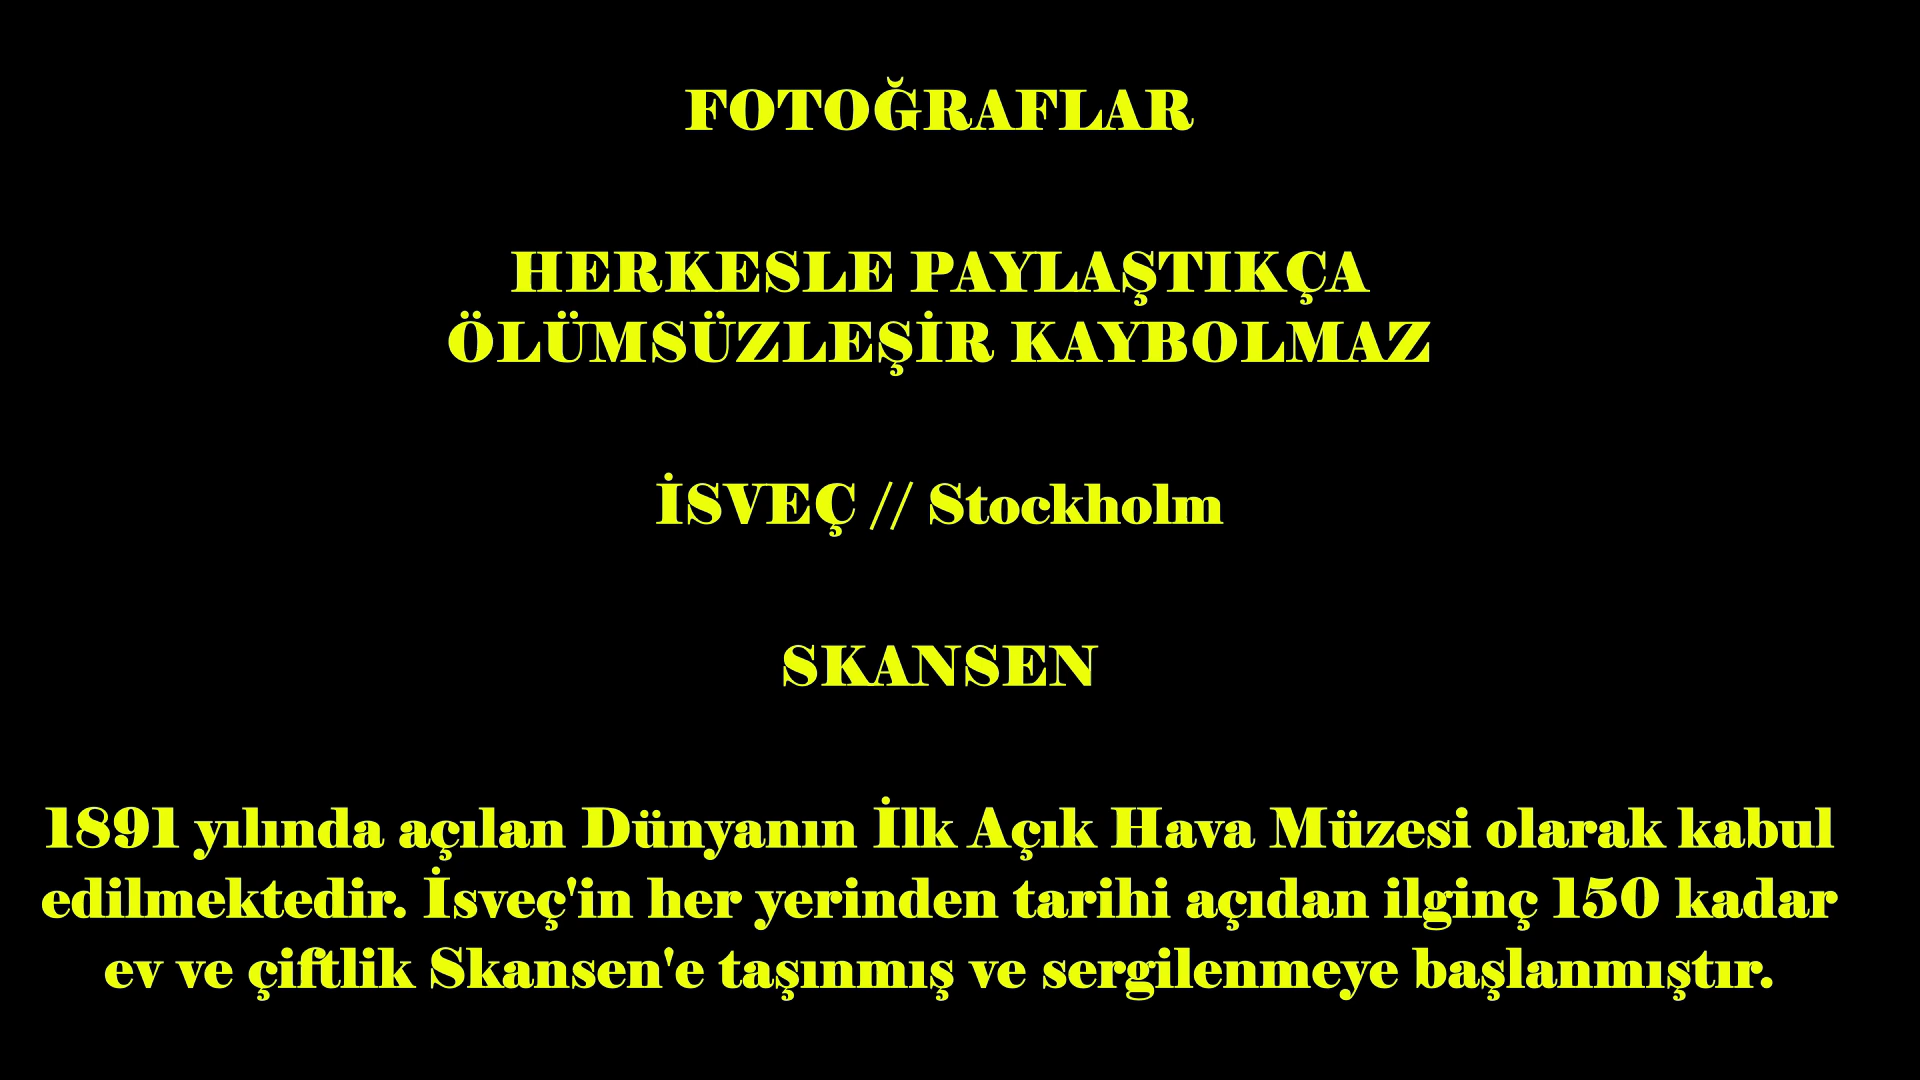 FOTOĞRAFLAR
HERKESLE PAYLAŞTIKÇA
ÖLÜMSÜZLEŞİR KAYBOLMAZ
İSVEÇ // Stockholm
SKANSEN
1891 yılında açılan Dünyanın İlk Açık Hava Müzesi olarak kabul
edilmektedir. İsveç'in her yerinden tarihi açıdan ilginç 150 kadar
ev ve çiftlik Skansen'e taşınmış ve sergilenmeye başlanmıştır.